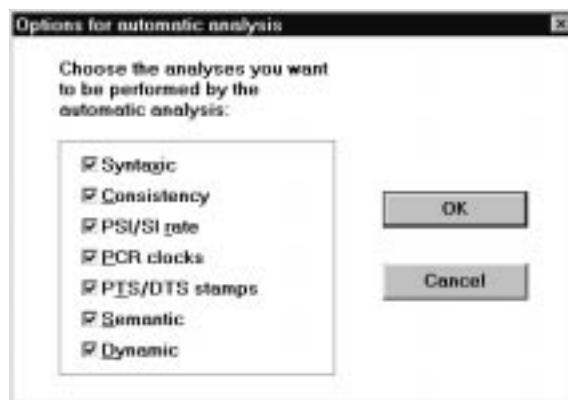 Options for automatic analysis
Choose the analyses you want
to be performed by the
automatic analysis:
Syntaxic
Consistency
PSI/SI rate
PCR clocks
PTS/DTS stamps
Semantic
Dynamic
OK
Cancel